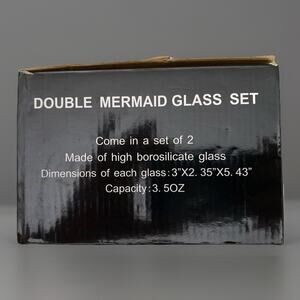 DOUBLE MERMAID GLASS SET
Come in a set of 2
Made of high borosilicate glass
Dimensions of each glass:3"X2. 35"X5. 43"
Capacity:3. 5OZ